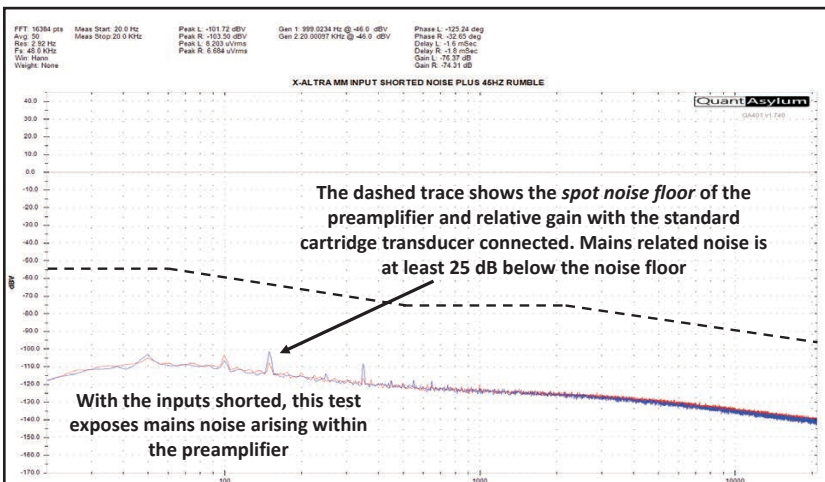 FFT: 16384 pts Meas Start: 20.0 Hz Peak L: -101.72 dBV Gen 1: 999.0234 Hz @ -46.0 dBV Phase L: -125.24 deg
Avg: 50 Meas Stop: 20.0 KHz Peak R: -103.50 dBV Gen 2: 20.00097 KHz @ -46.0 dBV Phase R: -32.65 deg
Res: 2.92 Hz Peak L: 8.203 uVrms Delay L: -1.6 mSec
Fs: 48.0 KHz Peak R: 6.684 uVrms Delay R: -1.8 mSec
Win: Hann Gain L: -76.37 dB
Weight: None Gain R: -74.31 dB
X-ALTRA MM INPUT SHORTED NOISE PLUS 45HZ RUMBLE
QuantAsylum
QA401 v1.740
40.0
30.0
20.0
10.0
0.0
-10.0
-20.0
-30.0
-40.0
-50.0
-60.0
-70.0
-80.0
-90.0
-100.0
-110.0
-120.0
-130.0
-140.0
-150.0
-160.0
-170.0
dBV
The dashed trace shows the spot noise floor of the
preamplifier and relative gain with the standard
cartridge transducer connected. Mains related noise is
at least 25 dB below the noise floor
With the inputs shorted, this test
exposes mains noise arising within
the preamplifier
100
1000
10000